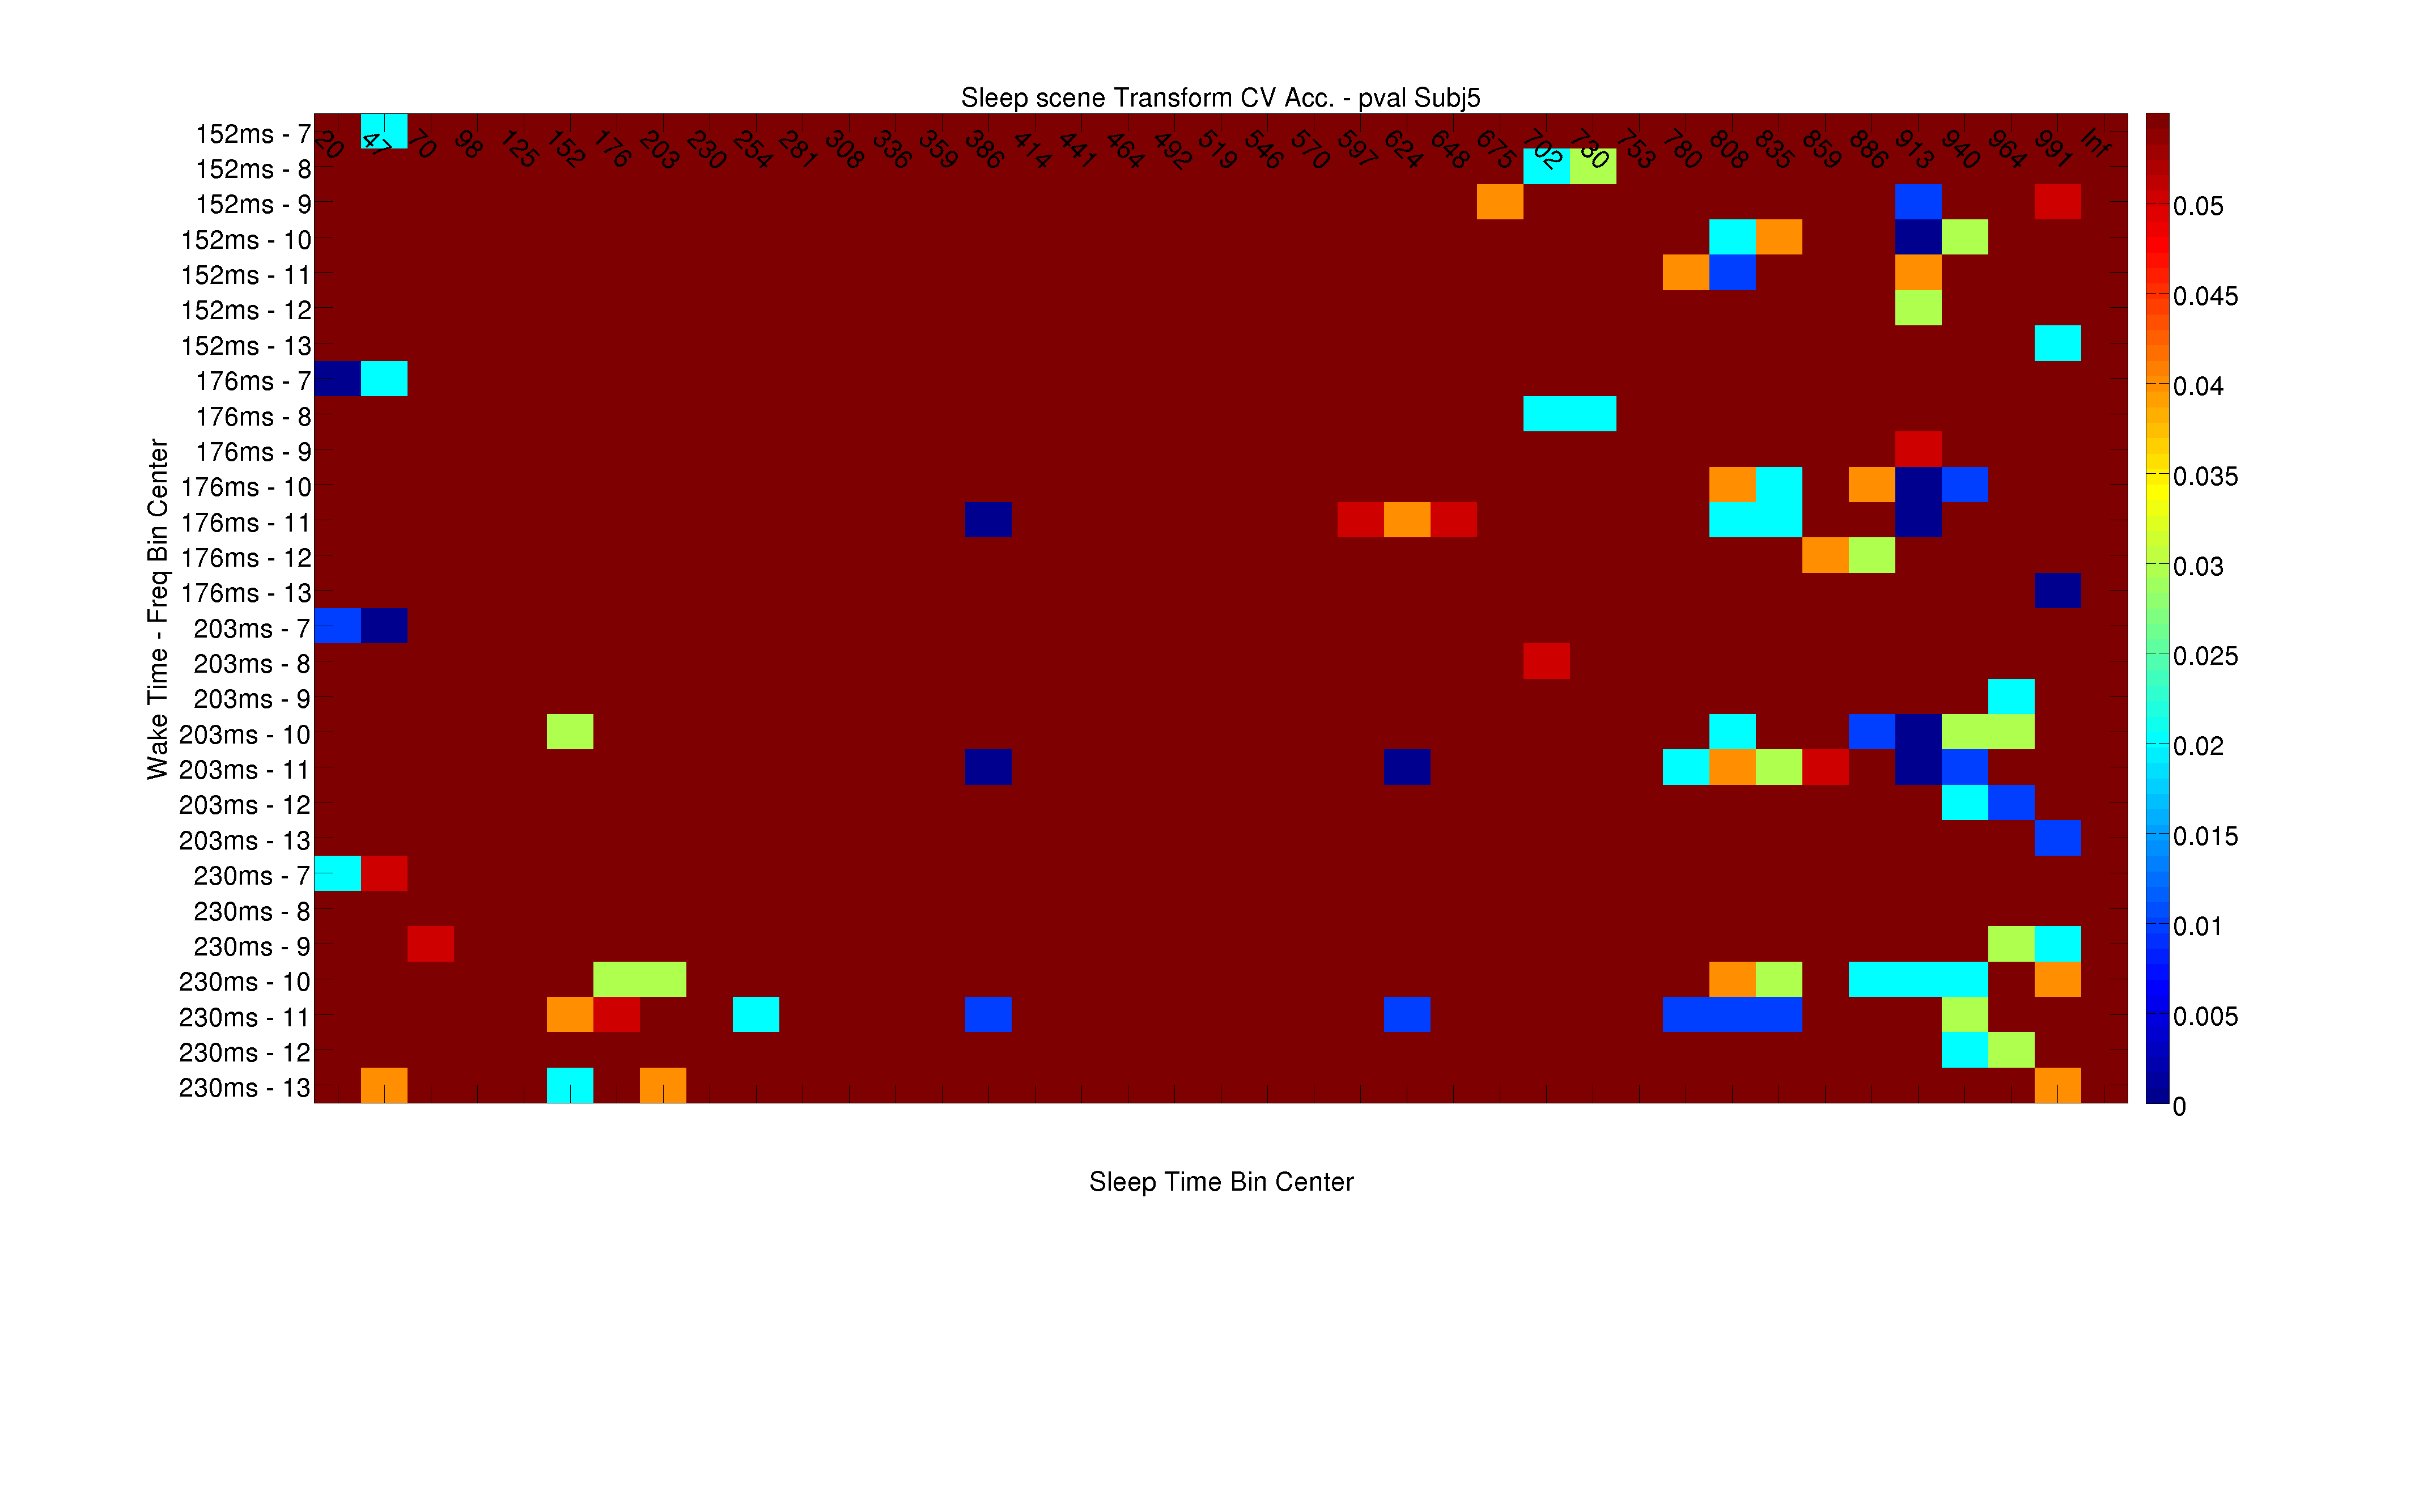 Sleep scene Transform CV Acc. - pval Subj5
152ms - 7
152ms - 8
152ms - 9
152ms - 10
152ms - 11
152ms - 12
152ms - 13
176ms - 7
176ms - 8
176ms - 9
176ms - 10
176ms - 11
176ms - 12
176ms - 13
203ms - 7
203ms - 8
203ms - 9
203ms - 10
203ms - 11
203ms - 12
203ms - 13
230ms - 7
230ms - 8
230ms - 9
230ms - 10
230ms - 11
230ms - 12
230ms - 13
Wake Time - Freq Bin Center
20
47
70
98
125
152
176
203
230
254
281
308
336
359
386
414
441
464
492
519
546
570
597
624
648
675
702
730
753
780
808
835
859
886
913
940
964
991
Inf
0.05
0.045
0.04
0.035
0.03
0.025
0.02
0.015
0.01
0.005
0
Sleep Time Bin Center